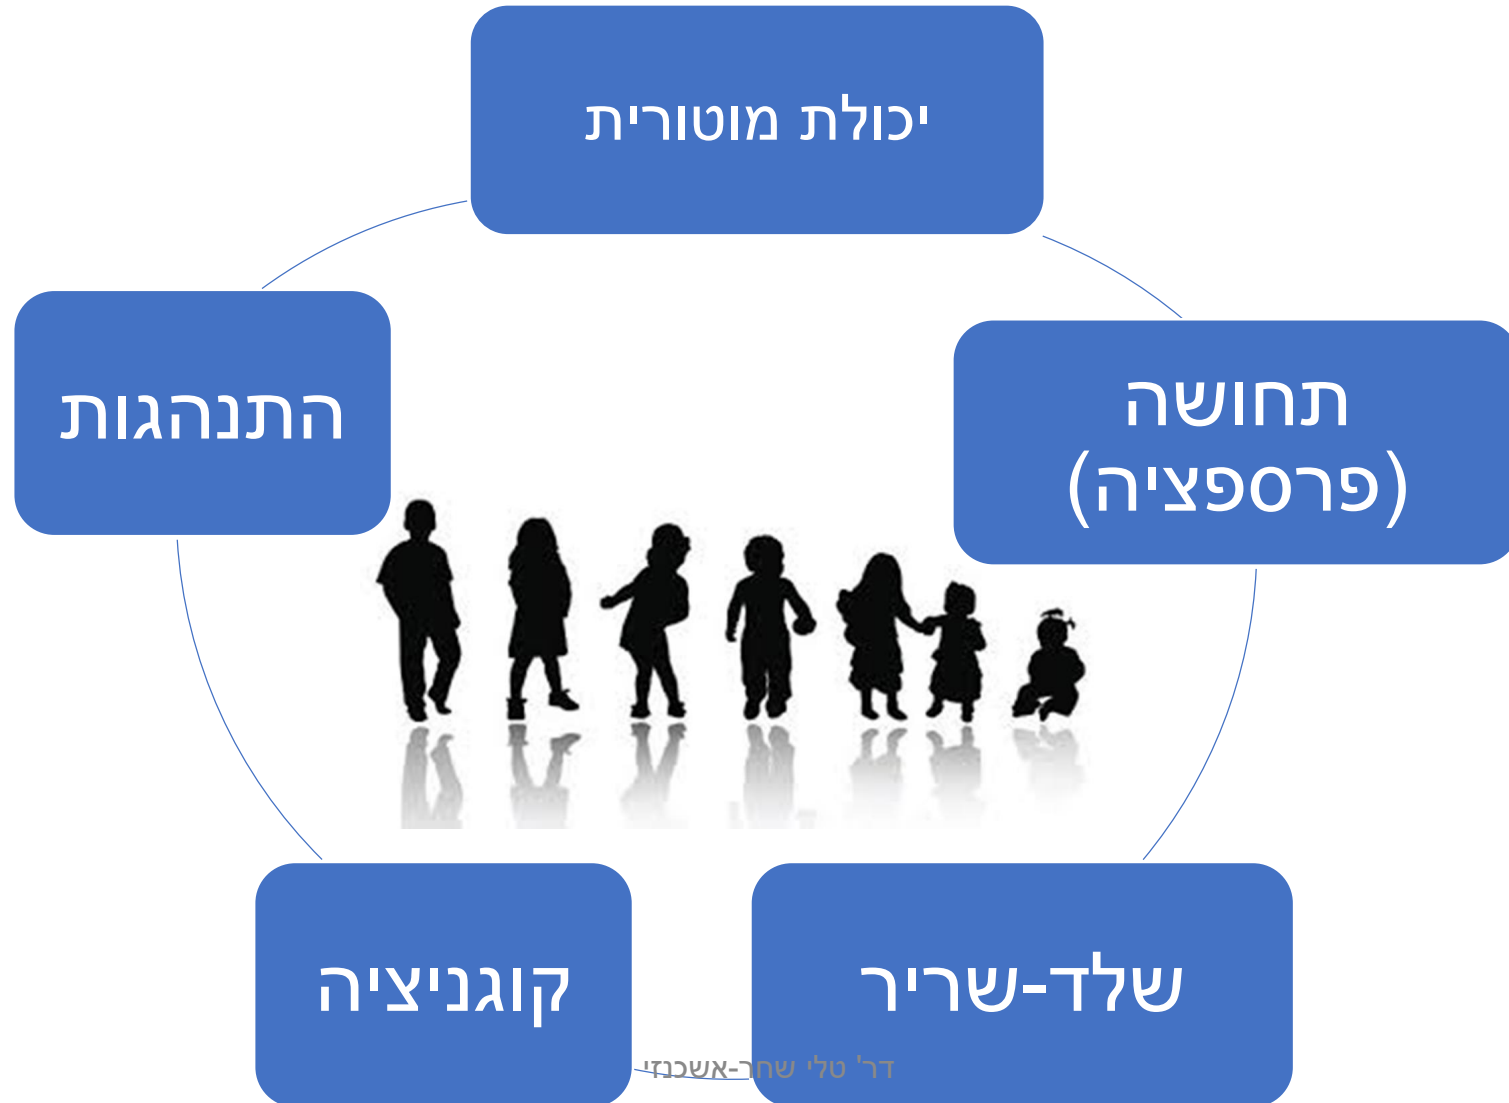 יכולת מוטורית
תחושה
(פרספציה)
התנהגות
שלד-שריר
קוגניציה
דר' טלי שחר-אשכנזי